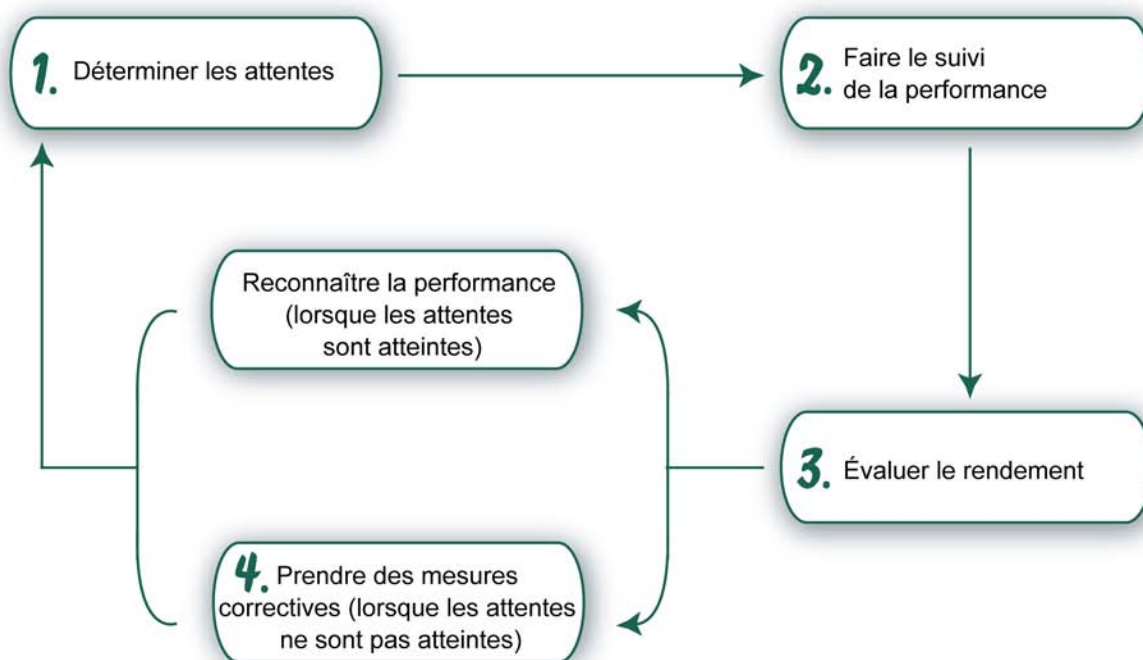 1. Déterminer les attentes
2. Faire le suivi
de la performance
Reconnaître la performance
(lorsque les attentes
sont atteintes)
3. Évaluer le rendement
4. Prendre des mesures
correctives (lorsque les attentes
ne sont pas atteintes)